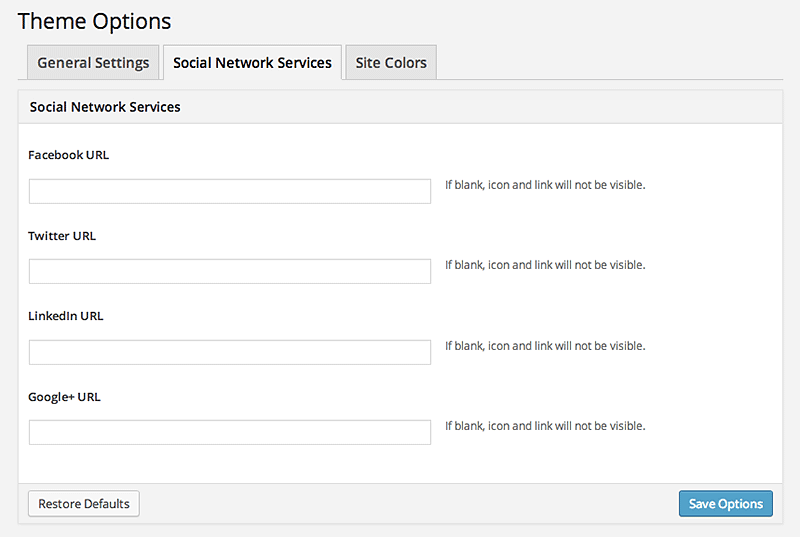 Theme Options
General Settings
Social Network Services
Site Colors
Social Network Services
Facebook URL
If blank, icon and link will not be visible.
Twitter URL
If blank, icon and link will not be visible.
LinkedIn URL
If blank, icon and link will not be visible.
Google+ URL
If blank, icon and link will not be visible.
Restore Defaults
Save Options